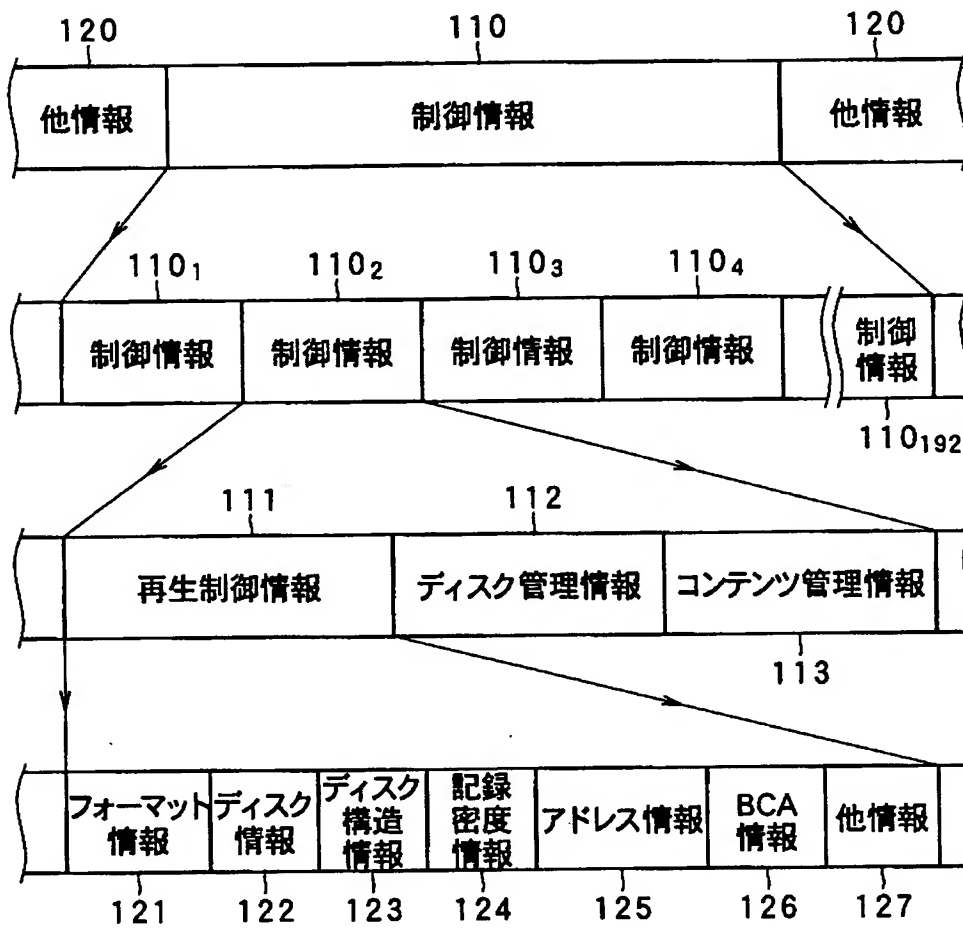 120 110 120
他情報 制御情報 他情報
110₁ 110₂ 110₃ 110₄
制御情報 制御情報 制御情報 制御情報 制御
情報
110₁₉₂
111 112
再生制御情報 ディスク管理情報 コンテンツ管理情報
113
フォーマット
情報
ディスク
情報
ディスク
構造
情報
記録
密度
情報
アドレス情報
BCA
情報
他情報
121 122 123 124 125 126 127